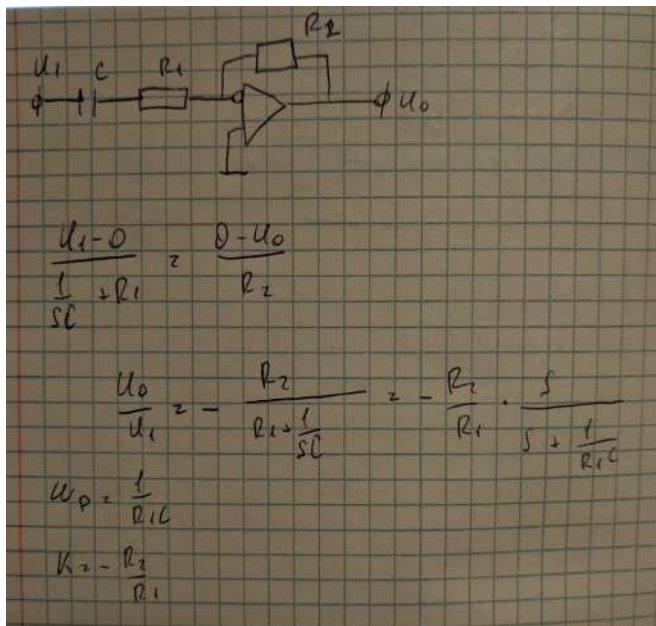 R2
U1 C R1
U0
(U1-0)/(1/SC + R1) = (0-U0)/R2
U0/U1 = - R2/(R1 + 1/SC) = - R2/R1 · S/(S + 1/R1C)
Wp = 1/R1C
K = - R2/R1